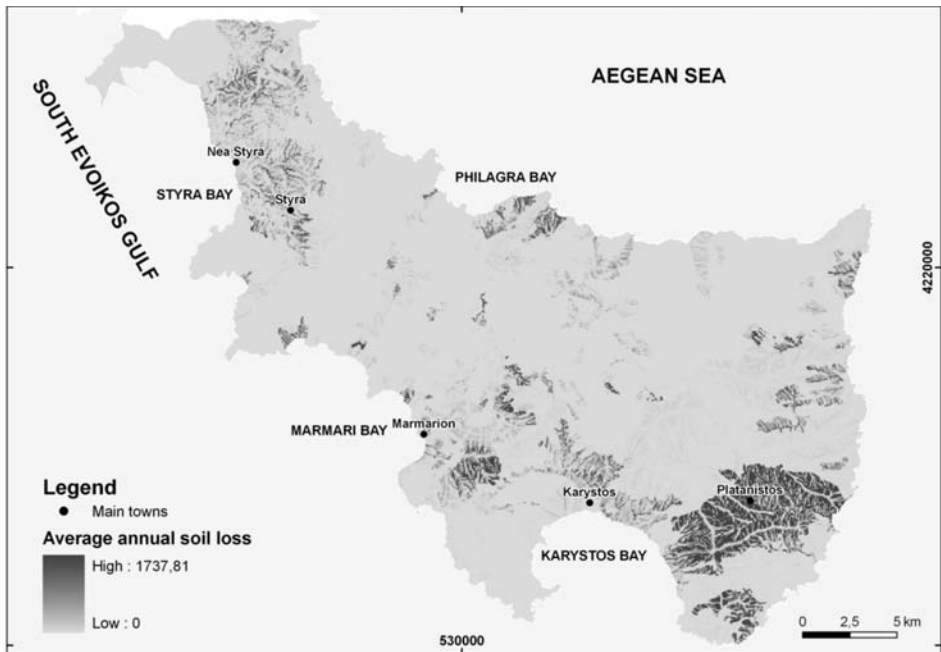 AEGEAN SEA
SOUTH EVOIKOS GULF
Nea Styra
STYRA BAY
Styra
PHILAGRA BAY
4220000
MARMARI BAY
Marmarion
Karystos
Platanistos
KARYSTOS BAY
Legend
Main towns
Average annual soil loss
High : 1737,81
Low : 0
530000
0 2,5 5 km